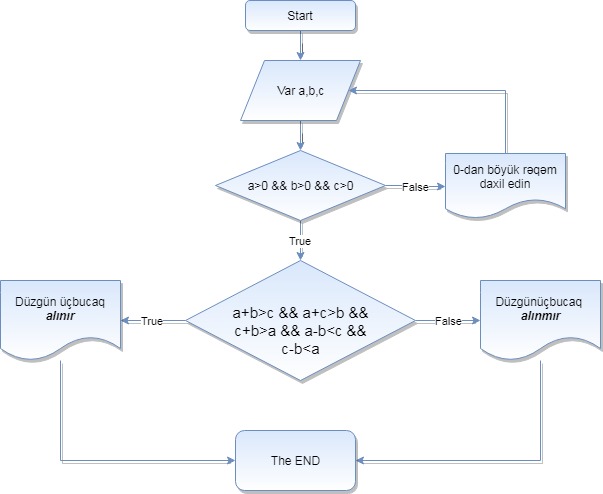 Start
Var a,b,c
a>0 && b>0 && c>0
False
0-dan böyük rəqəm
daxil edin
True
Düzgün üçbucaq
alınır
True
a+b>c && a+c>b &&
c+b>a && a-b<c &&
c-b<a
False
Düzgünüçbucaq
alınmır
The END